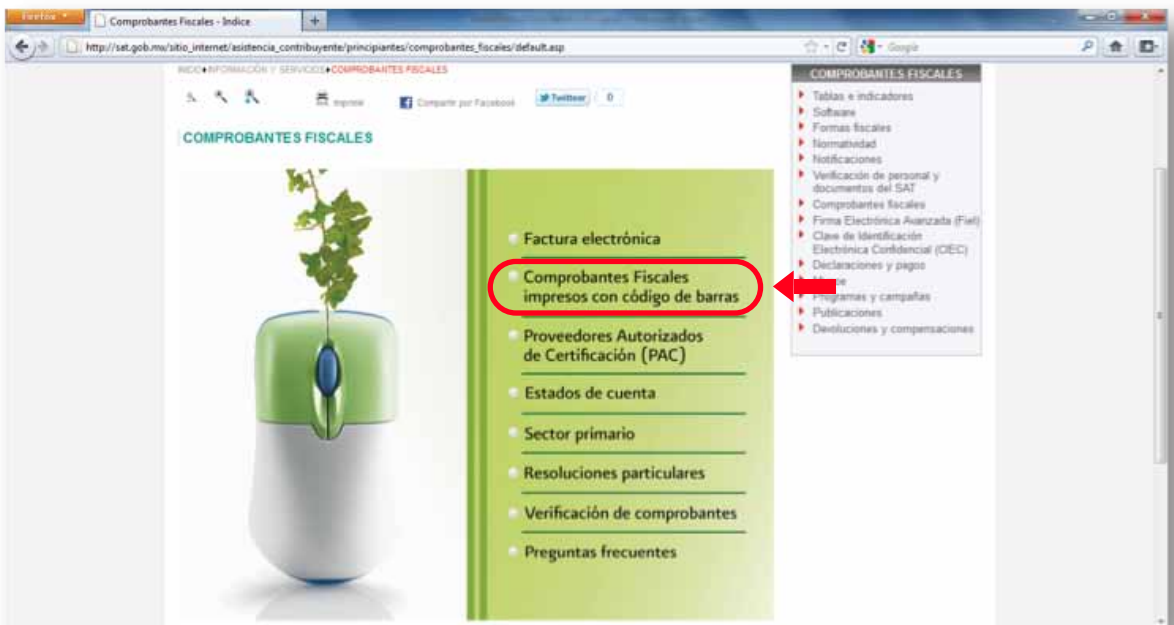 Firefox
Comprobantes Fiscales - Indice
http://sat.gob.mx/sitio_internet/asistencia_contribuyente/principiantes/comprobantes_fiscales/default.asp
Google
INICIO INFORMACIÓN Y SERVICIOS COMPROBANTES FISCALES
Imprimir
Compartir por Facebook
Twittear
0
COMPROBANTES FISCALES
Factura electrónica
Comprobantes Fiscales
impresos con código de barras
Proveedores Autorizados
de Certificación (PAC)
Estados de cuenta
Sector primario
Resoluciones particulares
Verificación de comprobantes
Preguntas frecuentes
COMPROBANTES FISCALES
Tablas e indicadores
Software
Formas fiscales
Normatividad
Notificaciones
Verificación de personal y
documentos del SAT
Comprobantes fiscales
Firma Electrónica Avanzada (Fiel)
Clave de Identificación
Electrónica Confidencial (CIEC)
Declaraciones y pagos
Programas y campañas
Publicaciones
Devoluciones y compensaciones